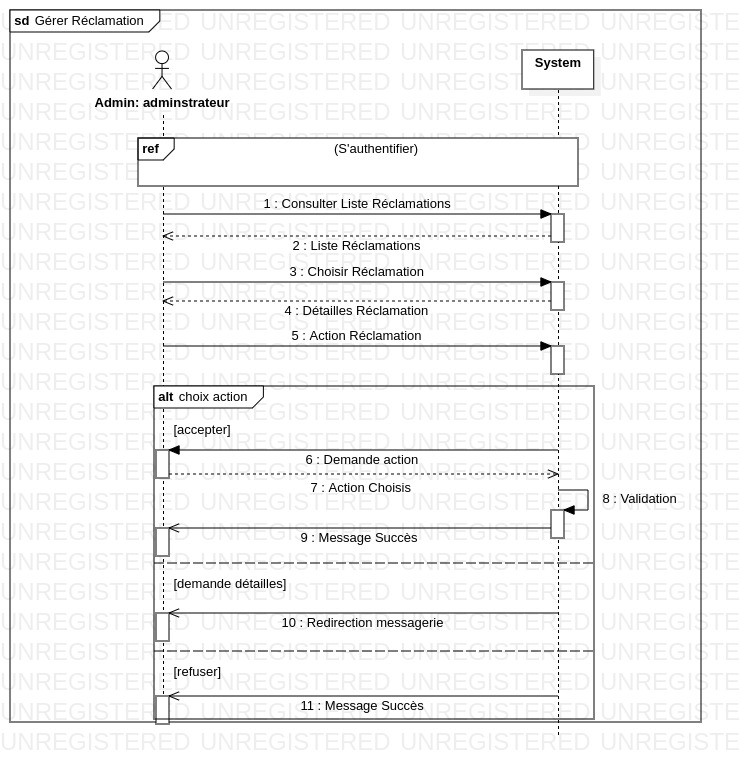 sd Gérer Réclamation
System
Admin: adminstrateur
ref
(S'authentifier)
1 : Consulter Liste Réclamations
2 : Liste Réclamations
3 : Choisir Réclamation
4 : Détailles Réclamation
5 : Action Réclamation
alt choix action
[accepter]
6 : Demande action
7 : Action Choisis
8 : Validation
9 : Message Succès
[demande détailles]
10 : Redirection messagerie
[refuser]
11 : Message Succès
UNREGISTERED UNREGISTERED UNREGISTERED UNREGISTE